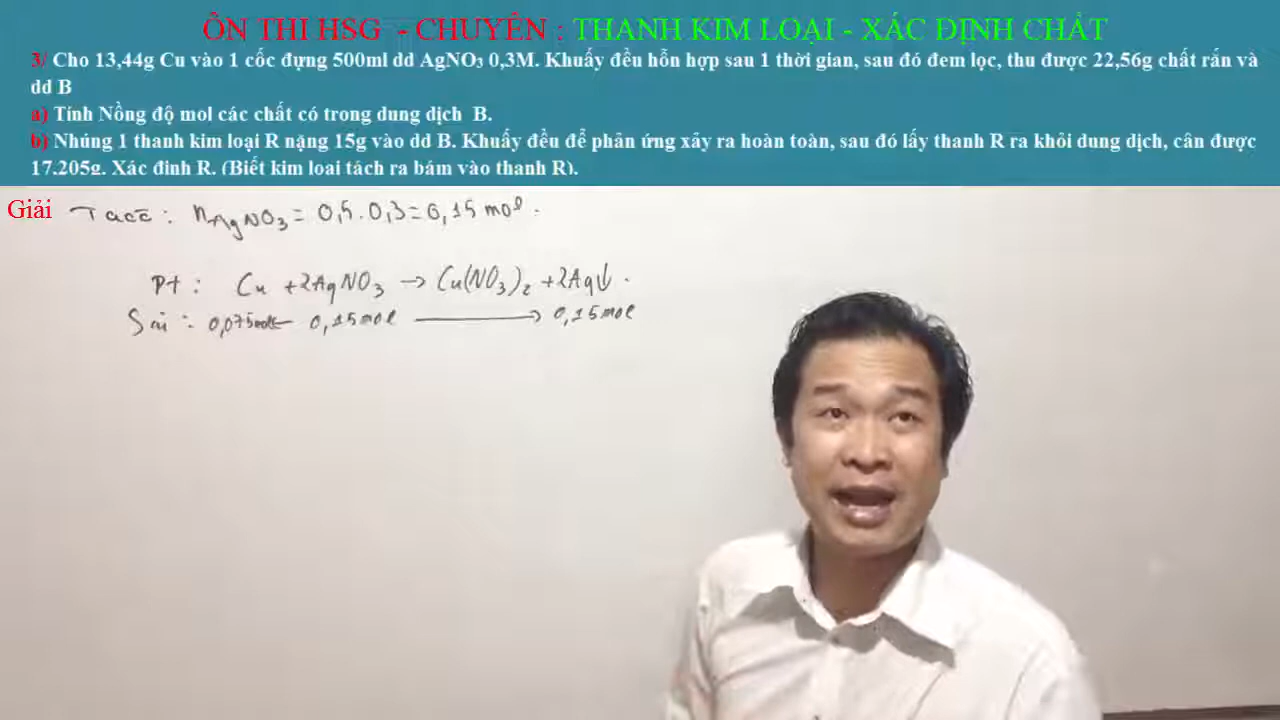 ÔN THI HSG - CHUYÊN : THANH KIM LOẠI - XÁC ĐỊNH CHẤT
3/ Cho 13,44g Cu vào 1 cốc đựng 500ml dd AgNO₃ 0,3M. Khuấy đều hỗn hợp sau 1 thời gian, sau đó đem lọc, thu được 22,56g chất rắn và
dd B
a) Tính Nồng độ mol các chất có trong dung dịch B.
b) Nhúng 1 thanh kim loại R nặng 15g vào dd B. Khuấy đều để phản ứng xảy ra hoàn toàn, sau đó lấy thanh R ra khỏi dung dịch, cân được
17,205g. Xác định R. (Biết kim loại tách ra bám vào thanh R).
Giải Ta có : nAgNO₃ = 0,5 . 0,3 = 0,15 mol .
Pt : Cu + 2AgNO₃ → Cu(NO₃)₂ + 2Ag↓ .
0,075mol ← 0,15mol → 0,15mol